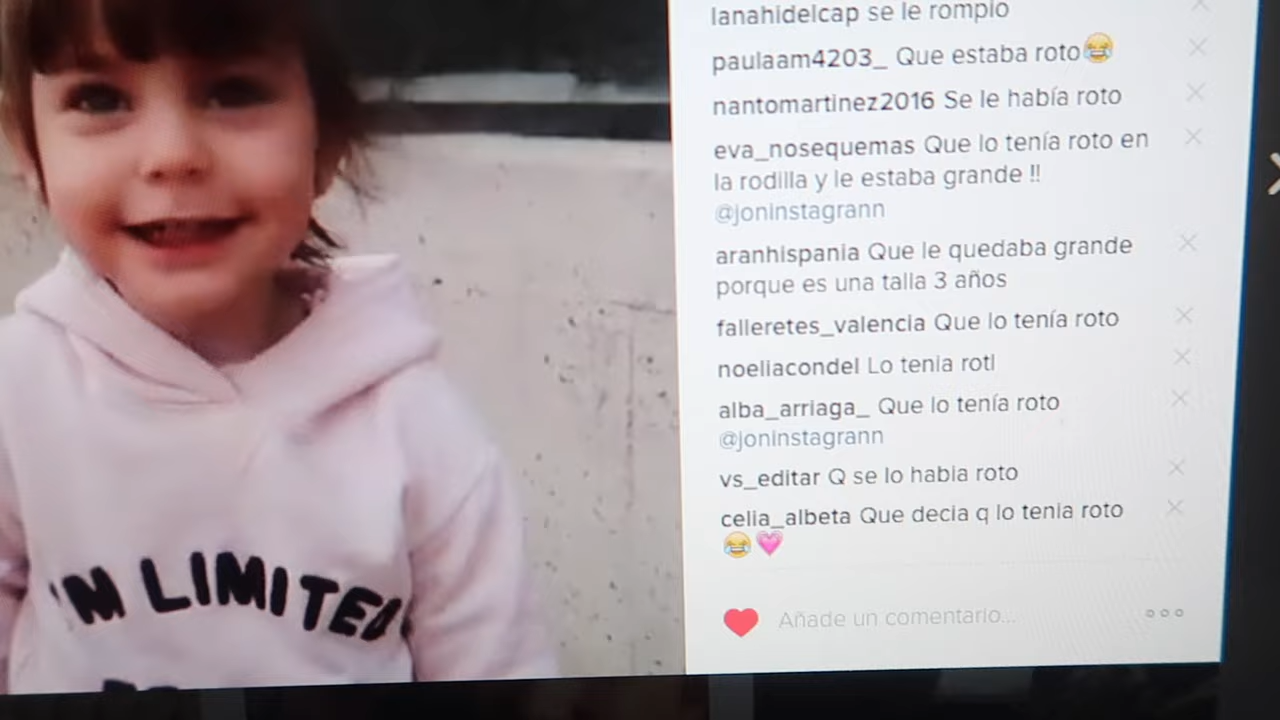 lanahidelcap se le rompio
paulaam4203_ Que estaba roto😂
nantomartinez2016 Se le había roto
eva_nosequemas Que lo tenía roto en
la rodilla y le estaba grande !!
@joninstagrann
aranhispania Que le quedaba grande
porque es una talla 3 años
falleretes_valencia Que lo tenía roto
noeliacondel Lo tenia rotl
alba_arriaga_ Que lo tenía roto
@joninstagrann
vs_editar Q se lo habia roto
celia_albeta Que decia q lo tenia roto
😂💗
Añade un comentario...
'M LIMITED